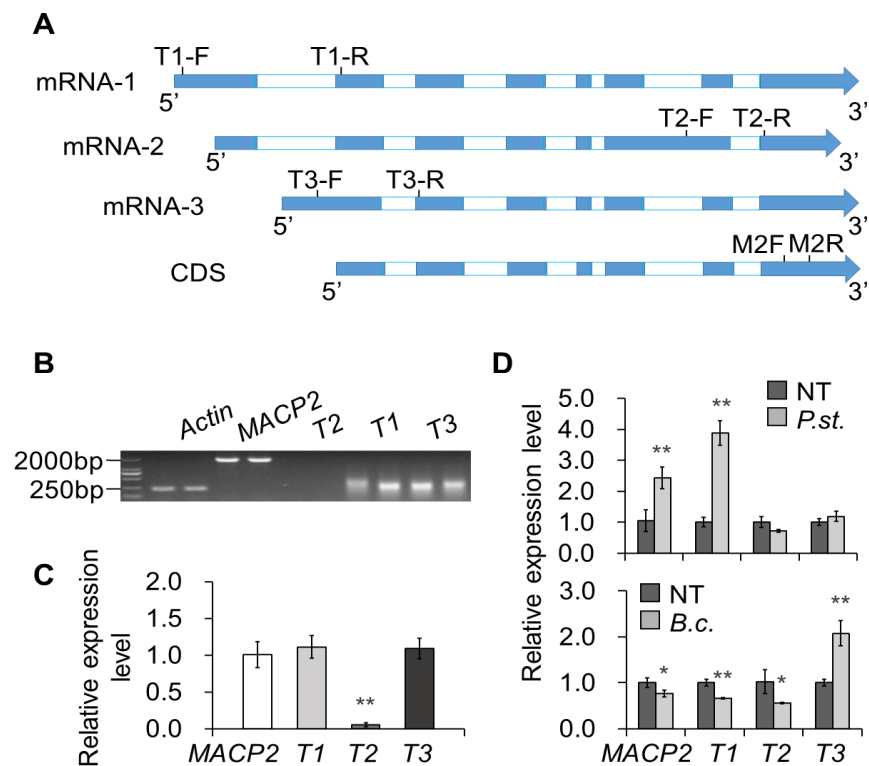 A
T1-F T1-R
mRNA-1
5’ 3’
T2-F T2-R
mRNA-2
5’ 3’
T3-F T3-R
mRNA-3
5’ 3’
M2F M2R
CDS
5’ 3’
B
Actin MACP2 T2 T1 T3
2000bp
250bp
C
Relative expression level
2.0
1.5
1.0
0.5
0.0
**
MACP2 T1 T2 T3
D
Relative expression level
NT
P.st.
5.0
4.0
3.0
2.0
1.0
0.0
** **
NT
B.c.
3.0
2.0
1.0
0.0
* ** * **
MACP2 T1 T2 T3